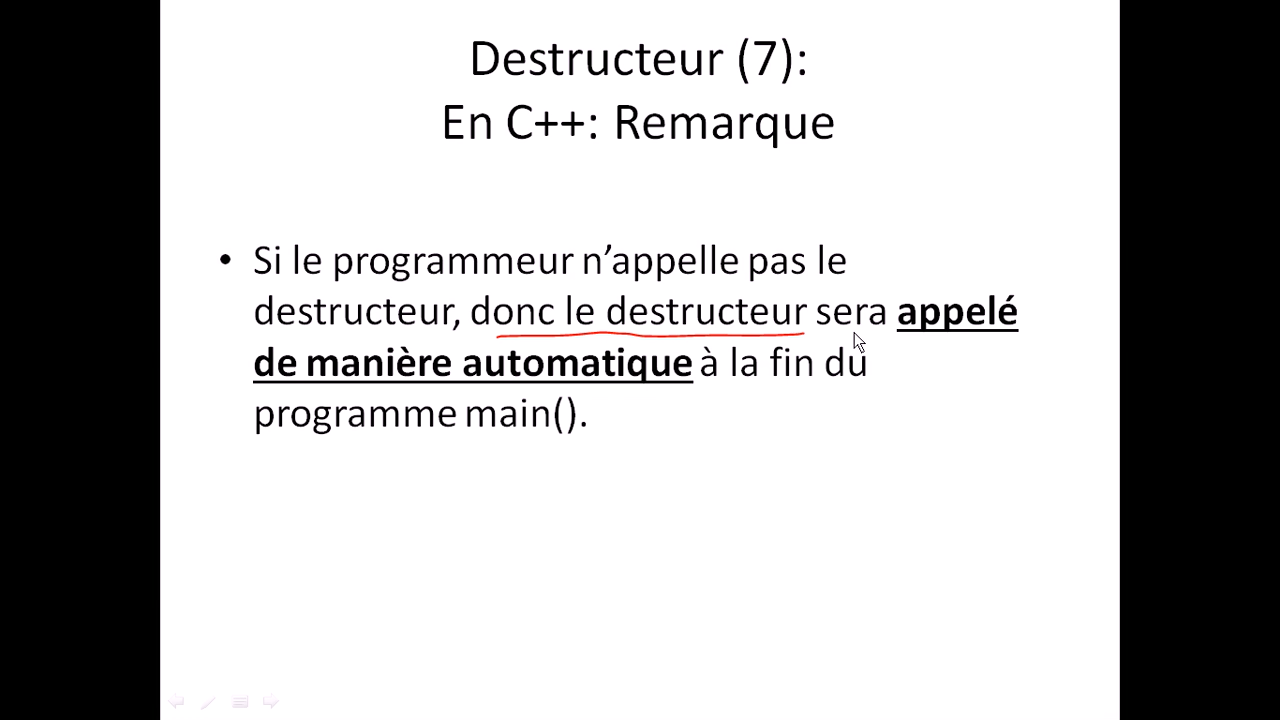 Destructeur (7):
En C++: Remarque
• Si le programmeur n’appelle pas le
destructeur, donc le destructeur sera appelé
de manière automatique à la fin du
programme main().